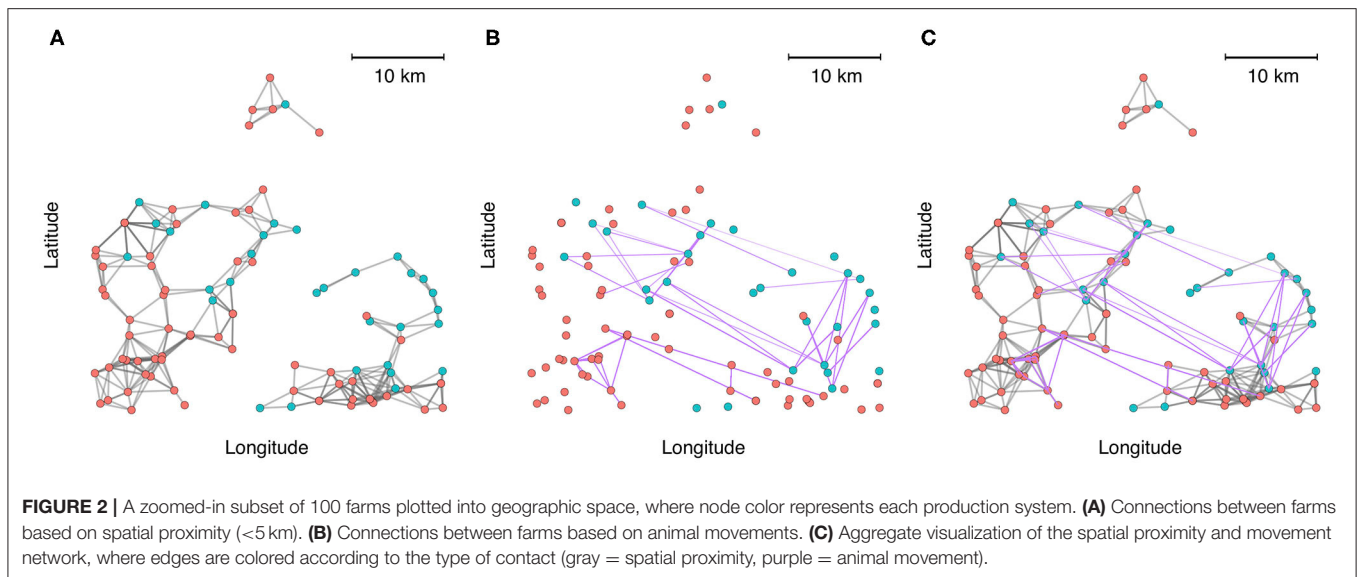 A
10 km
B
10 km
C
10 km
Latitude
Latitude
Latitude
Longitude
Longitude
Longitude
FIGURE 2 | A zoomed-in subset of 100 farms plotted into geographic space, where node color represents each production system. (A) Connections between farms
based on spatial proximity (<5 km). (B) Connections between farms based on animal movements. (C) Aggregate visualization of the spatial proximity and movement
network, where edges are colored according to the type of contact (gray = spatial proximity, purple = animal movement).